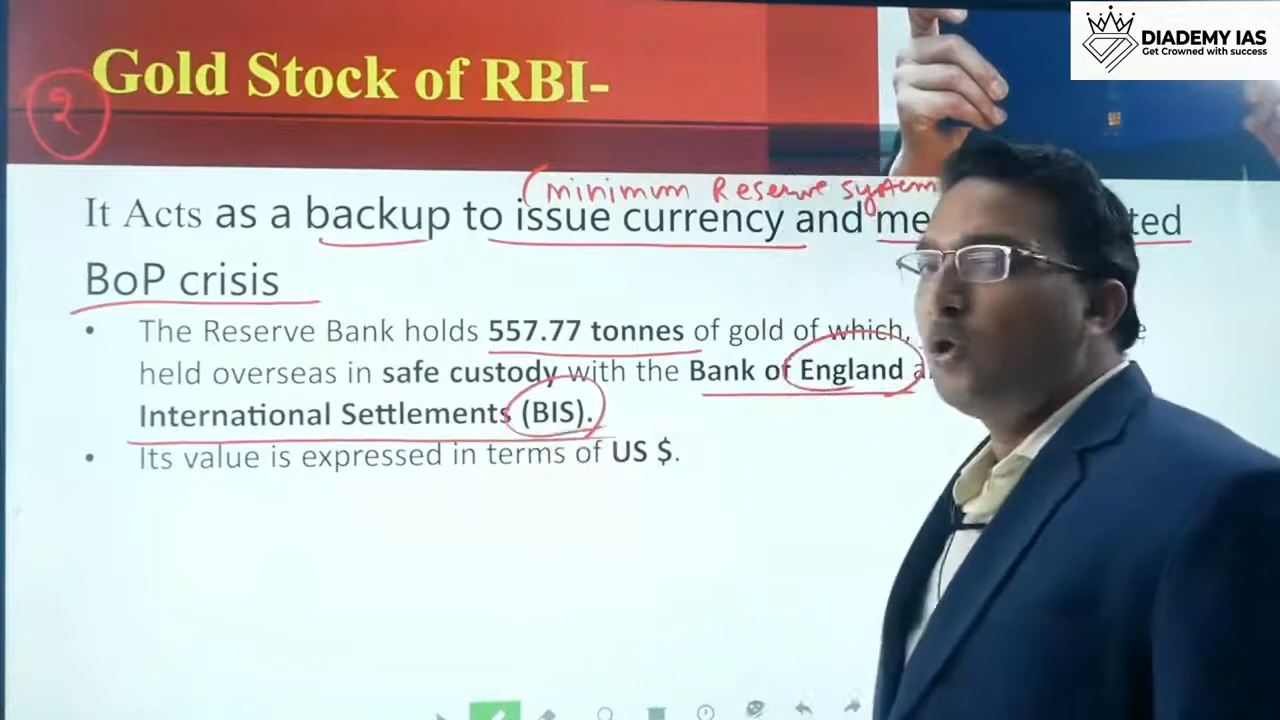 DIADEMY IAS
Get Crowned with success
Gold Stock of RBI-
२
(minimum Reserve system
It Acts as a backup to issue currency and me ted
BoP crisis
• The Reserve Bank holds 557.77 tonnes of gold of which, e
held overseas in safe custody with the Bank of England a
International Settlements (BIS).
• Its value is expressed in terms of US $.